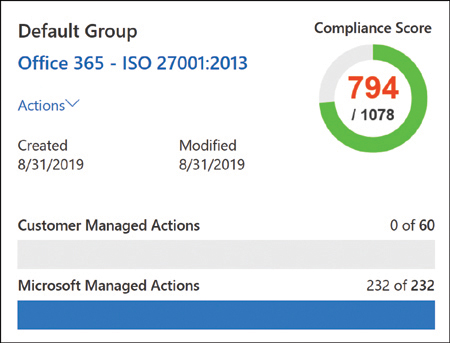 Default Group
Compliance Score
Office 365 - ISO 27001:2013
794
/ 1078
Actions
Created
8/31/2019
Modified
8/31/2019
Customer Managed Actions 0 of 60
Microsoft Managed Actions 232 of 232